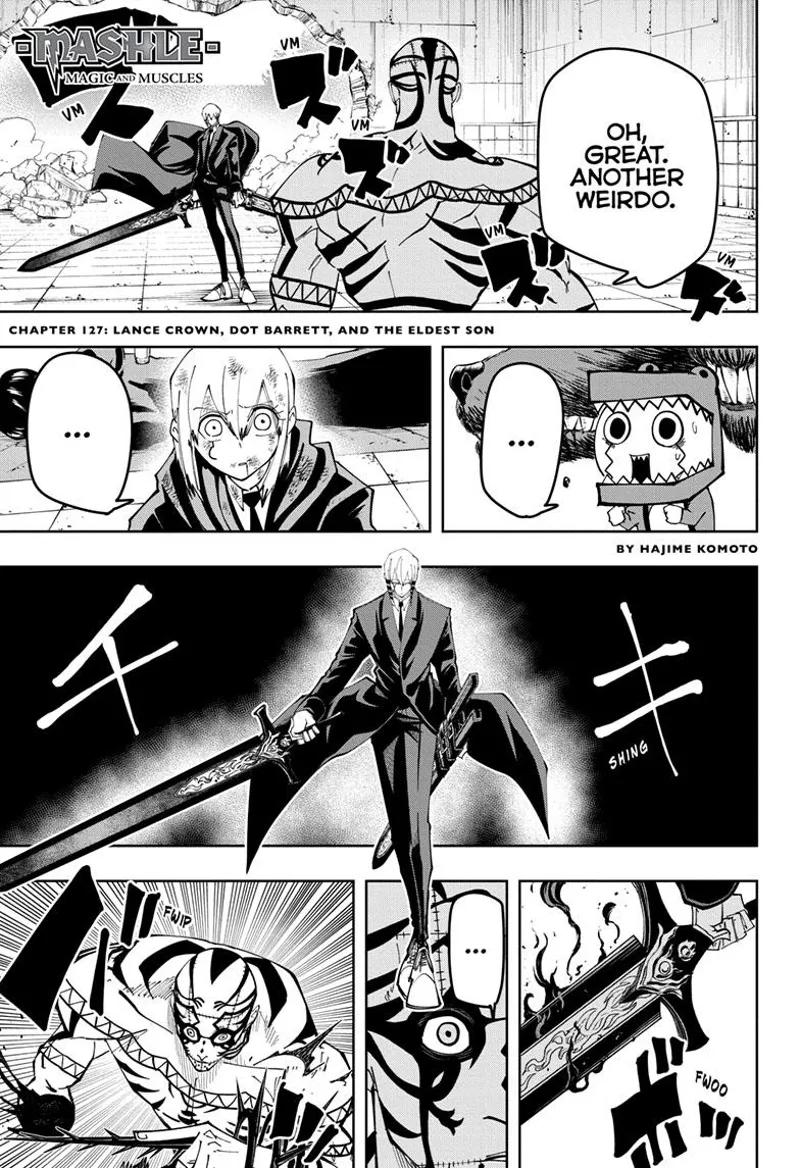 -MASHLE-
MAGIC AND MUSCLES
OH,
GREAT.
ANOTHER
WEIRDO.
VM
VM
VM
VM
VM
VM
ズ
ズ
ズ
ズ
ズ
CHAPTER 127: LANCE CROWN, DOT BARRETT, AND THE ELDEST SON
...
...
BY HAJIME KOMOTO
チ
キ
SHING
...
FWOO
FWIP